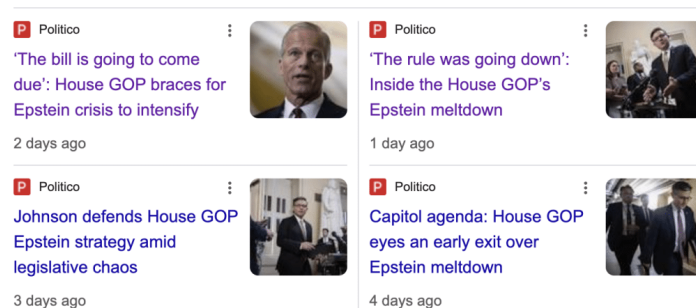 P Politico
‘The bill is going to come
due’: House GOP braces for
Epstein crisis to intensify
2 days ago
P Politico
‘The rule was going down’:
Inside the House GOP’s
Epstein meltdown
1 day ago
P Politico
Johnson defends House GOP
Epstein strategy amid
legislative chaos
3 days ago
P Politico
Capitol agenda: House GOP
eyes an early exit over
Epstein meltdown
4 days ago